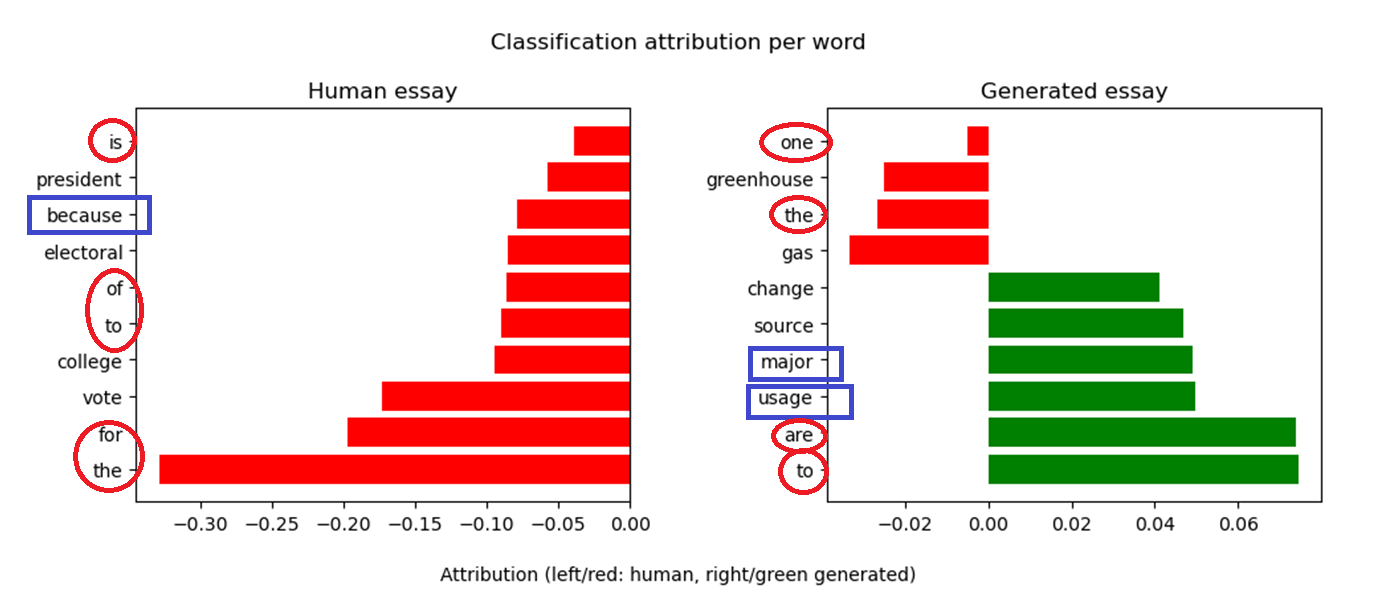 Classification attribution per word
Human essay
is
president
because
electoral
of
to
college
vote
for
the
−0.30 −0.25 −0.20 −0.15 −0.10 −0.05 0.00
Generated essay
one
greenhouse
the
gas
change
source
major
usage
are
to
−0.02 0.00 0.02 0.04 0.06
Attribution (left/red: human, right/green generated)